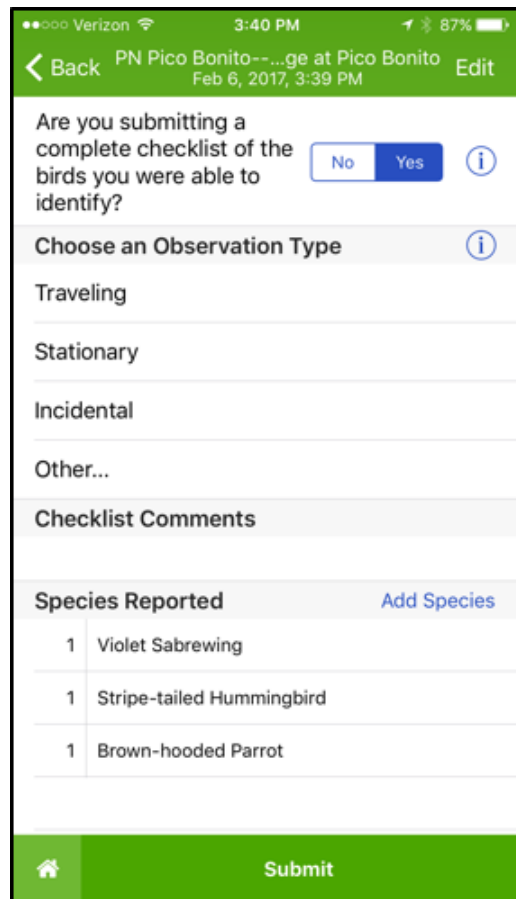 Verizon 3:40 PM 87%
Back PN Pico Bonito--...ge at Pico Bonito Edit
Feb 6, 2017, 3:39 PM
Are you submitting a
complete checklist of the
birds you were able to
identify?
No Yes i
Choose an Observation Type i
Traveling
Stationary
Incidental
Other...
Checklist Comments
Species Reported Add Species
1 Violet Sabrewing
1 Stripe-tailed Hummingbird
1 Brown-hooded Parrot
Submit